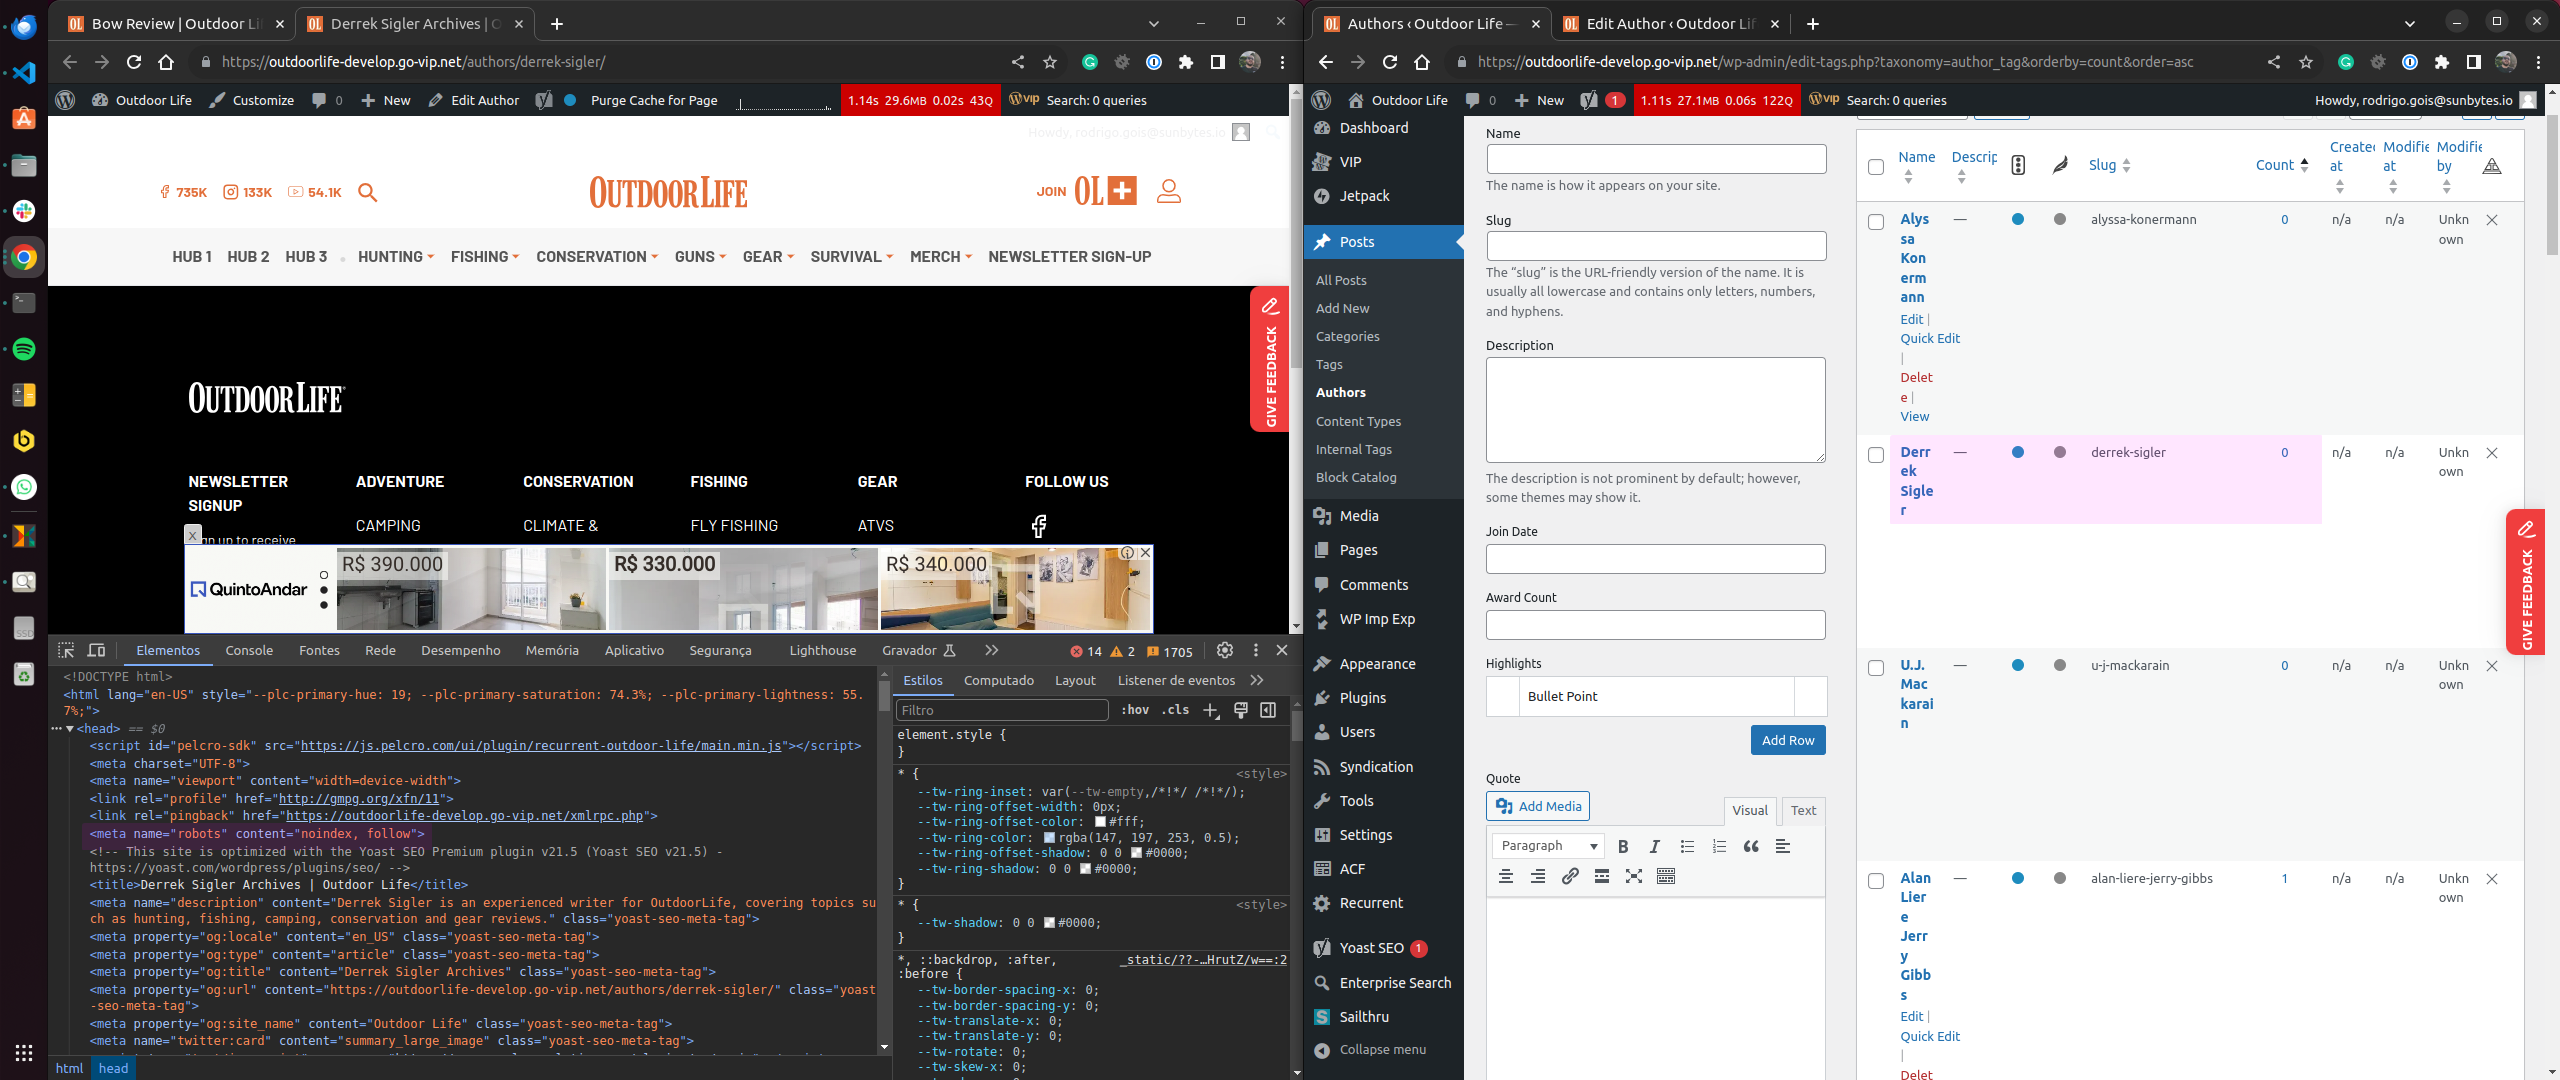 Bow Review | Outdoor Li
Derrek Sigler Archives | O
https://outdoorlife-develop.go-vip.net/authors/derrek-sigler/
Outdoor Life
Customize
0
New
Edit Author
Purge Cache for Page
1.14s 29.6MB 0.02s 43Q
VIP Search: 0 queries
Howdy, rodrigo.gois@sunbytes.io
735K
133K
54.1K
OUTDOOR LIFE
JOIN OL+
HUB 1
HUB 2
HUB 3
HUNTING
FISHING
CONSERVATION
GUNS
GEAR
SURVIVAL
MERCH
NEWSLETTER SIGN-UP
GIVE FEEDBACK
OUTDOOR LIFE
NEWSLETTER SIGNUP
ADVENTURE
CONSERVATION
FISHING
GEAR
FOLLOW US
CAMPING
CLIMATE &
FLY FISHING
ATVS
X
gn up to receive
QuintoAndar
R$ 390.000
R$ 330.000
R$ 340.000
Elementos
Console
Fontes
Rede
Desempenho
Memória
Aplicativo
Segurança
Lighthouse
Gravador
14
2
1705
<!DOCTYPE html>
<html lang="en-US" style="--plc-primary-hue: 19; --plc-primary-saturation: 74.3%; --plc-primary-lightness: 55.
7%;">
<head> == $0
<script id="pelcro-sdk" src="https://js.pelcro.com/ui/plugin/recurrent-outdoor-life/main.min.js"></script>
<meta charset="UTF-8">
<meta name="viewport" content="width=device-width">
<link rel="profile" href="http://gmpg.org/xfn/11">
<link rel="pingback" href="https://outdoorlife-develop.go-vip.net/xmlrpc.php">
<meta name="robots" content="noindex, follow">
<!-- This site is optimized with the Yoast SEO Premium plugin v21.5 (Yoast SEO v21.5) -
https://yoast.com/wordpress/plugins/seo/ -->
<title>Derrek Sigler Archives | Outdoor Life</title>
<meta name="description" content="Derrek Sigler is an experienced writer for OutdoorLife, covering topics su
ch as hunting, fishing, camping, conservation and gear reviews." class="yoast-seo-meta-tag">
<meta property="og:locale" content="en_US" class="yoast-seo-meta-tag">
<meta property="og:type" content="article" class="yoast-seo-meta-tag">
<meta property="og:title" content="Derrek Sigler Archives" class="yoast-seo-meta-tag">
<meta property="og:url" content="https://outdoorlife-develop.go-vip.net/authors/derrek-sigler/" class="yoast
-seo-meta-tag">
<meta property="og:site_name" content="Outdoor Life" class="yoast-seo-meta-tag">
<meta name="twitter:card" content="summary_large_image" class="yoast-seo-meta-tag">
html head
Estilos
Computado
Layout
Listener de eventos
Filtro
:hov .cls
element.style {
}
* { <style>
--tw-ring-inset: var(--tw-empty,/*!*/ /*!*/);
--tw-ring-offset-width: 0px;
--tw-ring-offset-color: #fff;
--tw-ring-color: rgba(147, 197, 253, 0.5);
--tw-ring-offset-shadow: 0 0 #0000;
--tw-ring-shadow: 0 0 #0000;
}
* { <style>
--tw-shadow: 0 0 #0000;
}
*, ::backdrop, :after, _static/??-…HrutZ/w==:2
:before {
--tw-border-spacing-x: 0;
--tw-border-spacing-y: 0;
--tw-translate-x: 0;
--tw-translate-y: 0;
--tw-rotate: 0;
--tw-skew-x: 0;
Authors ‹ Outdoor Life —
Edit Author ‹ Outdoor Lif
https://outdoorlife-develop.go-vip.net/wp-admin/edit-tags.php?taxonomy=author_tag&orderby=count&order=asc
Outdoor Life
0
New
1
1.11s 27.1MB 0.06s 122Q
VIP Search: 0 queries
Howdy, rodrigo.gois@sunbytes.io
Dashboard
VIP
Jetpack
Posts
All Posts
Add New
Categories
Tags
Authors
Content Types
Internal Tags
Block Catalog
Media
Pages
Comments
WP Imp Exp
Appearance
Plugins
Users
Syndication
Tools
Settings
ACF
Recurrent
Yoast SEO 1
Enterprise Search
Sailthru
Collapse menu
Name
The name is how it appears on your site.
Slug
The “slug” is the URL-friendly version of the name. It is
usually all lowercase and contains only letters, numbers,
and hyphens.
Description
The description is not prominent by default; however,
some themes may show it.
Join Date
Award Count
Highlights
Bullet Point
Add Row
Quote
Add Media
Visual
Text
Paragraph
Name
Descrip
Slug
Count
Created at
Modifie at
Modifie by
Alys
sa
Kon
erm
ann
— alyssa-konermann 0 n/a n/a Unkn
own
Edit |
Quick Edit
|
Delet
e |
View
Derr
ek
Sigle
r
— derrek-sigler 0 n/a n/a Unkn
own
U.J.
Mac
karai
n
— u-j-mackarain 0 n/a n/a Unkn
own
Alan
Lier
e
Jerr
y
Gibb
s
— alan-liere-jerry-gibbs 1 n/a n/a Unkn
own
Edit |
Quick Edit
|
Delet
GIVE FEEDBACK